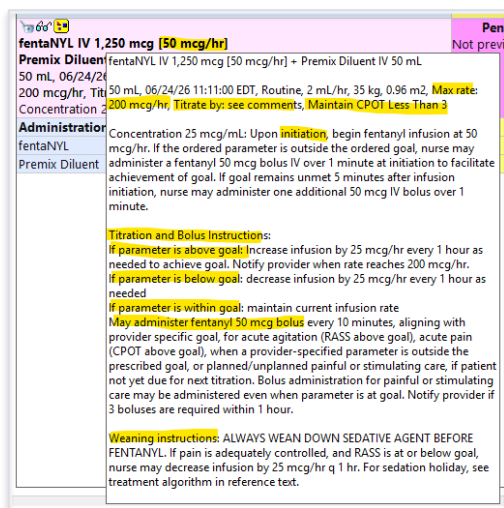 Pen
fentaNYL IV 1,250 mcg [50 mcg/hr]
Not previ
Premix Diluent
50 mL, 06/24/26
200 mcg/hr, Titr
Concentration 2
Administration
fentaNYL
Premix Diluent
fentaNYL IV 1,250 mcg [50 mcg/hr] + Premix Diluent IV 50 mL
50 mL, 06/24/26 11:11:00 EDT, Routine, 2 mL/hr, 35 kg, 0.96 m2, Max rate:
200 mcg/hr, Titrate by: see comments, Maintain CPOT Less Than 3
Concentration 25 mcg/mL: Upon initiation, begin fentanyl infusion at 50
mcg/hr. If the ordered parameter is outside the ordered goal, nurse may
administer a fentanyl 50 mcg bolus IV over 1 minute at initiation to facilitate
achievement of goal. If goal remains unmet 5 minutes after infusion
initiation, nurse may administer one additional 50 mcg IV bolus over 1
minute.
Titration and Bolus Instructions:
If parameter is above goal: Increase infusion by 25 mcg/hr every 1 hour as
needed to achieve goal. Notify provider when rate reaches 200 mcg/hr.
If parameter is below goal: decrease infusion by 25 mcg/hr every 1 hour as
needed
If parameter is within goal: maintain current infusion rate
May administer fentanyl 50 mcg bolus every 10 minutes, aligning with
provider specific goal, for acute agitation (RASS above goal), acute pain
(CPOT above goal), when a provider-specified parameter is outside the
prescribed goal, or planned/unplanned painful or stimulating care, if patient
not yet due for next titration. Bolus administration for painful or stimulating
care may be administered even when parameter is at goal. Notify provider if
3 boluses are required within 1 hour.
Weaning instructions: ALWAYS WEAN DOWN SEDATIVE AGENT BEFORE
FENTANYL. If pain is adequately controlled, and RASS is at or below goal,
nurse may decrease infusion by 25 mcg/hr q 1 hr. For sedation holiday, see
treatment algorithm in reference text.